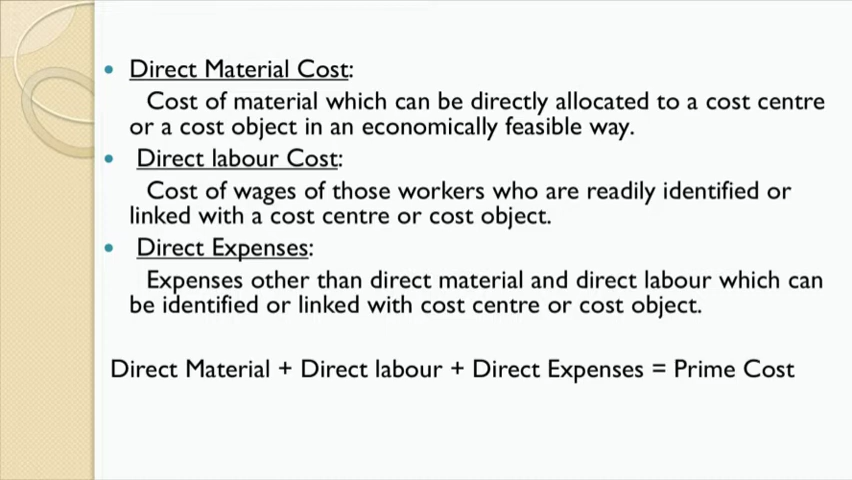 • Direct Material Cost:
Cost of material which can be directly allocated to a cost centre
or a cost object in an economically feasible way.
• Direct labour Cost:
Cost of wages of those workers who are readily identified or
linked with a cost centre or cost object.
• Direct Expenses:
Expenses other than direct material and direct labour which can
be identified or linked with cost centre or cost object.
Direct Material + Direct labour + Direct Expenses = Prime Cost